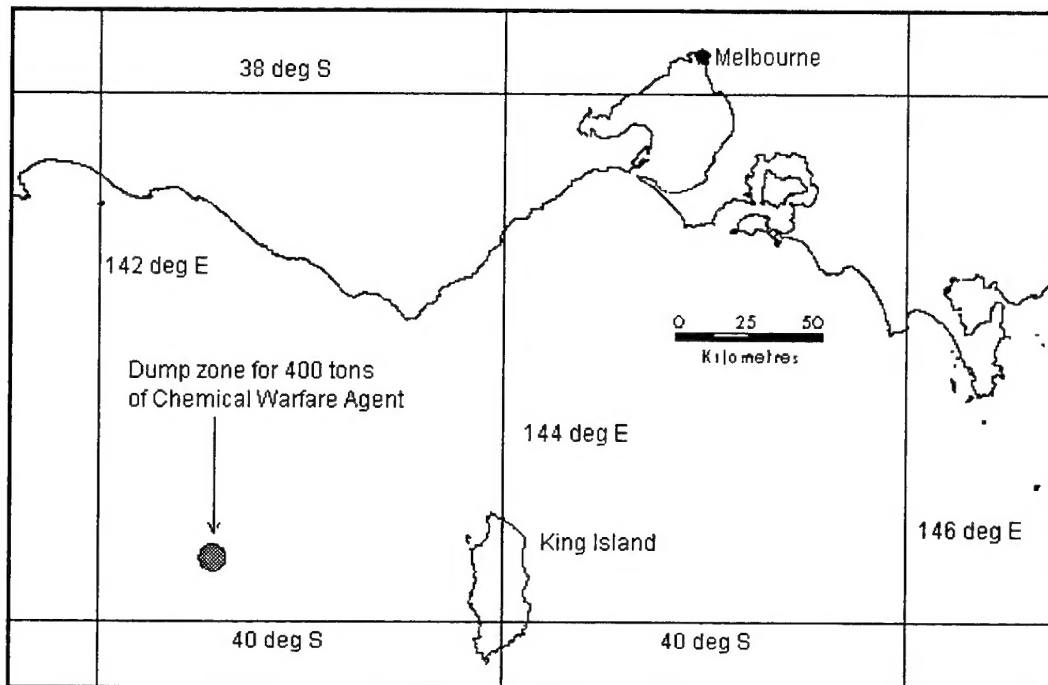 Melbourne
38 deg S
142 deg E
0 25 50
Kilometres
Dump zone for 400 tons
of Chemical Warfare Agent
144 deg E
King Island
146 deg E
40 deg S
40 deg S